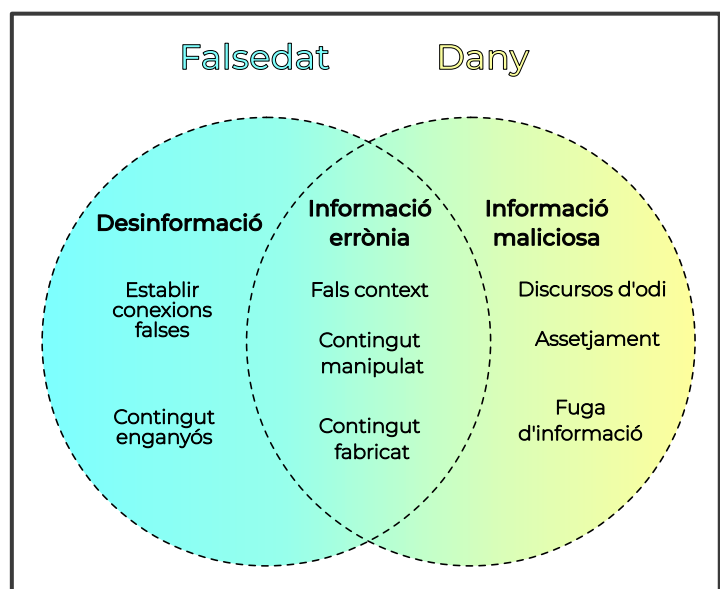 Falsedat
Dany
Desinformació
Establir
conexions
falses
Contingut
enganyós
Informació
errònia
Fals context
Contingut
manipulat
Contingut
fabricat
Informació
maliciosa
Discursos d'odi
Assetjament
Fuga
d'informació